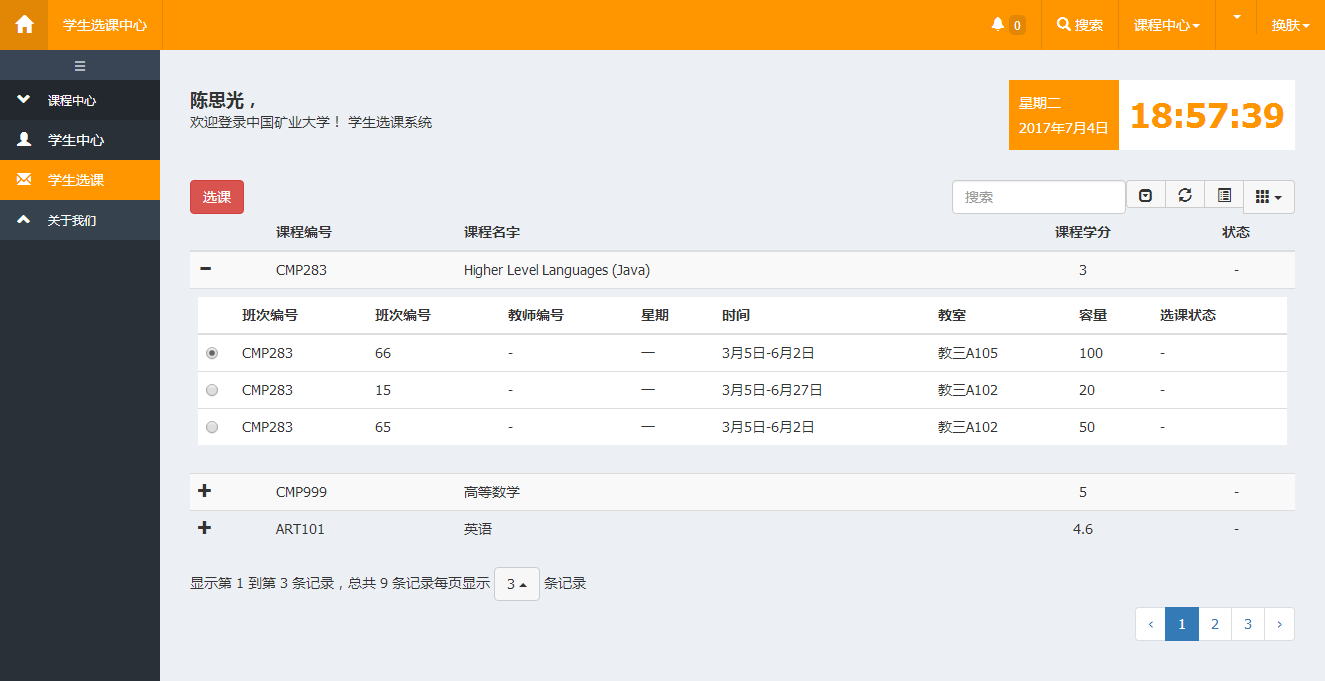 学生选课中心 0 搜索 课程中心 换肤
课程中心
学生中心
学生选课
关于我们
陈思光，
欢迎登录中国矿业大学！ 学生选课系统
星期二
2017年7月4日
18:57:39
选课 搜索
课程编号 课程名字 课程学分 状态
CMP283 Higher Level Languages (Java) 3 -
班次编号 班次编号 教师编号 星期 时间 教室 容量 选课状态
CMP283 66 - — 3月5日-6月2日 教三A105 100 -
CMP283 15 - — 3月5日-6月27日 教三A102 20 -
CMP283 65 - — 3月5日-6月2日 教三A102 50 -
CMP999 高等数学 5 -
ART101 英语 4.6 -
显示第 1 到第 3 条记录，总共 9 条记录每页显示 3 条记录
‹ 1 2 3 ›